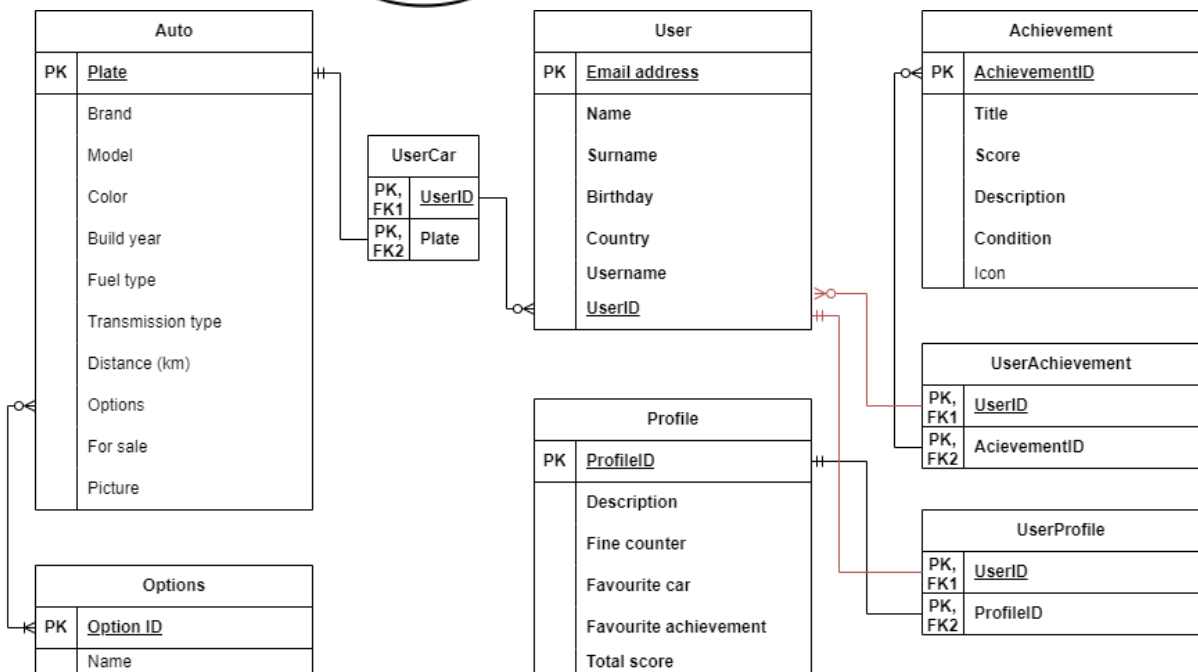 Auto
PK Plate
Brand
Model
Color
Build year
Fuel type
Transmission type
Distance (km)
Options
For sale
Picture
Options
PK Option ID
Name
UserCar
PK, FK1 UserID
PK, FK2 Plate
User
PK Email address
Name
Surname
Birthday
Country
Username
UserID
Profile
PK ProfileID
Description
Fine counter
Favourite car
Favourite achievement
Total score
Achievement
PK AchievementID
Title
Score
Description
Condition
Icon
UserAchievement
PK, FK1 UserID
PK, FK2 AcievementID
UserProfile
PK, FK1 UserID
PK, FK2 ProfileID